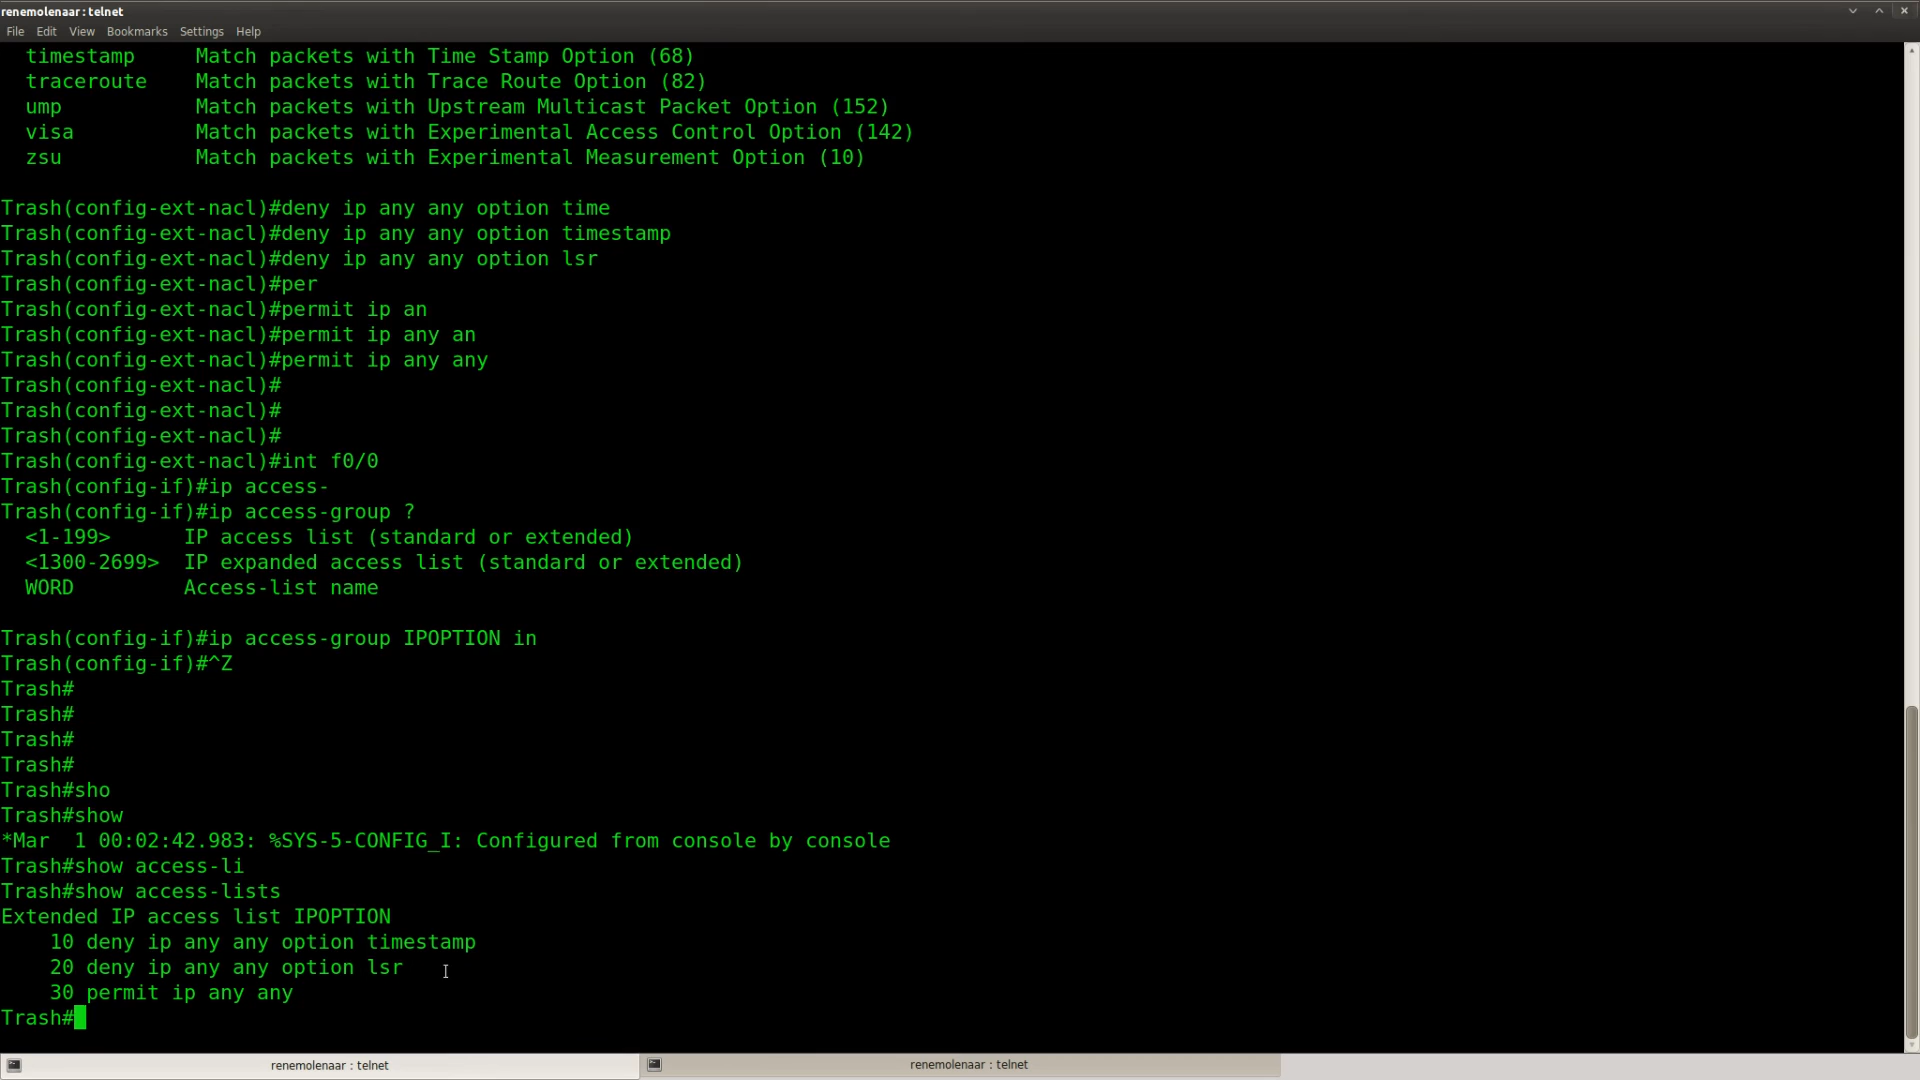 renemolenaar : telnet
File Edit View Bookmarks Settings Help
timestamp Match packets with Time Stamp Option (68)
traceroute Match packets with Trace Route Option (82)
ump Match packets with Upstream Multicast Packet Option (152)
visa Match packets with Experimental Access Control Option (142)
zsu Match packets with Experimental Measurement Option (10)
Trash(config-ext-nacl)#deny ip any any option time
Trash(config-ext-nacl)#deny ip any any option timestamp
Trash(config-ext-nacl)#deny ip any any option lsr
Trash(config-ext-nacl)#per
Trash(config-ext-nacl)#permit ip an
Trash(config-ext-nacl)#permit ip any an
Trash(config-ext-nacl)#permit ip any any
Trash(config-ext-nacl)#
Trash(config-ext-nacl)#
Trash(config-ext-nacl)#
Trash(config-ext-nacl)#int f0/0
Trash(config-if)#ip access-
Trash(config-if)#ip access-group ?
<1-199> IP access list (standard or extended)
<1300-2699> IP expanded access list (standard or extended)
WORD Access-list name
Trash(config-if)#ip access-group IPOPTION in
Trash(config-if)#^Z
Trash#
Trash#
Trash#
Trash#
Trash#sho
Trash#show
*Mar 1 00:02:42.983: %SYS-5-CONFIG_I: Configured from console by console
Trash#show access-li
Trash#show access-lists
Extended IP access list IPOPTION
10 deny ip any any option timestamp
20 deny ip any any option lsr
30 permit ip any any
Trash#
renemolenaar : telnet
renemolenaar : telnet